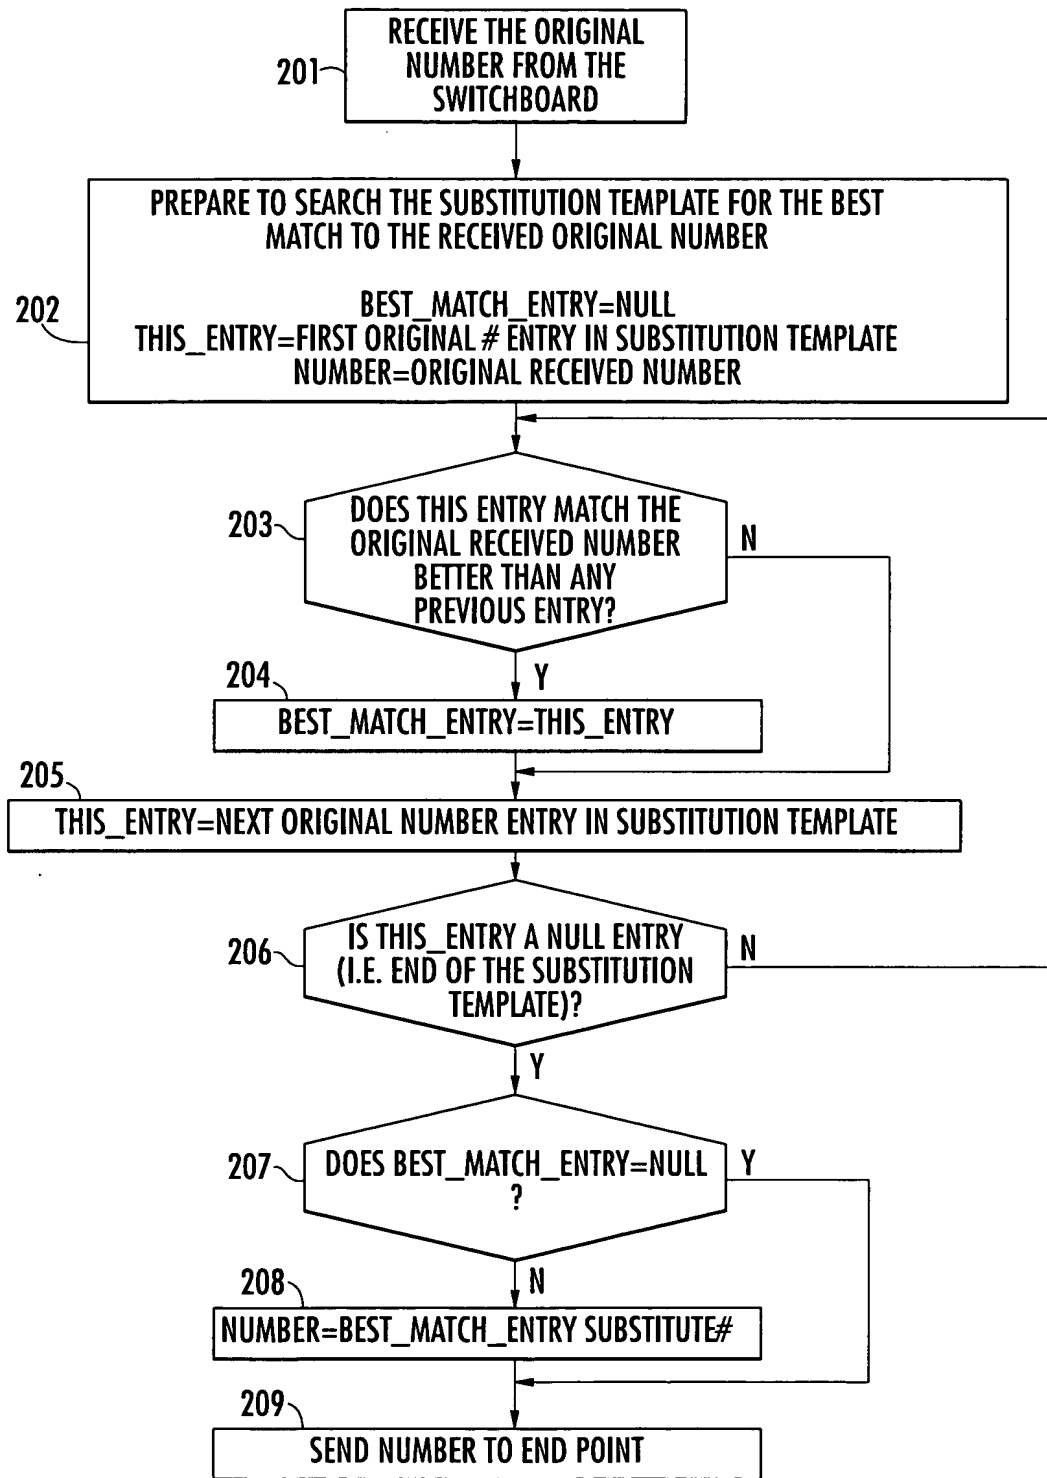 RECEIVE THE ORIGINAL
NUMBER FROM THE
SWITCHBOARD
201
PREPARE TO SEARCH THE SUBSTITUTION TEMPLATE FOR THE BEST
MATCH TO THE RECEIVED ORIGINAL NUMBER
BEST_MATCH_ENTRY=NULL
THIS_ENTRY=FIRST ORIGINAL # ENTRY IN SUBSTITUTION TEMPLATE
NUMBER=ORIGINAL RECEIVED NUMBER
202
DOES THIS ENTRY MATCH THE
ORIGINAL RECEIVED NUMBER
BETTER THAN ANY
PREVIOUS ENTRY?
203
N
Y
204
BEST_MATCH_ENTRY=THIS_ENTRY
205
THIS_ENTRY=NEXT ORIGINAL NUMBER ENTRY IN SUBSTITUTION TEMPLATE
IS THIS_ENTRY A NULL ENTRY
(I.E. END OF THE SUBSTITUTION
TEMPLATE)?
206
N
Y
DOES BEST_MATCH_ENTRY=NULL
?
207
Y
N
208
NUMBER=BEST_MATCH_ENTRY SUBSTITUTE#
209
SEND NUMBER TO END POINT